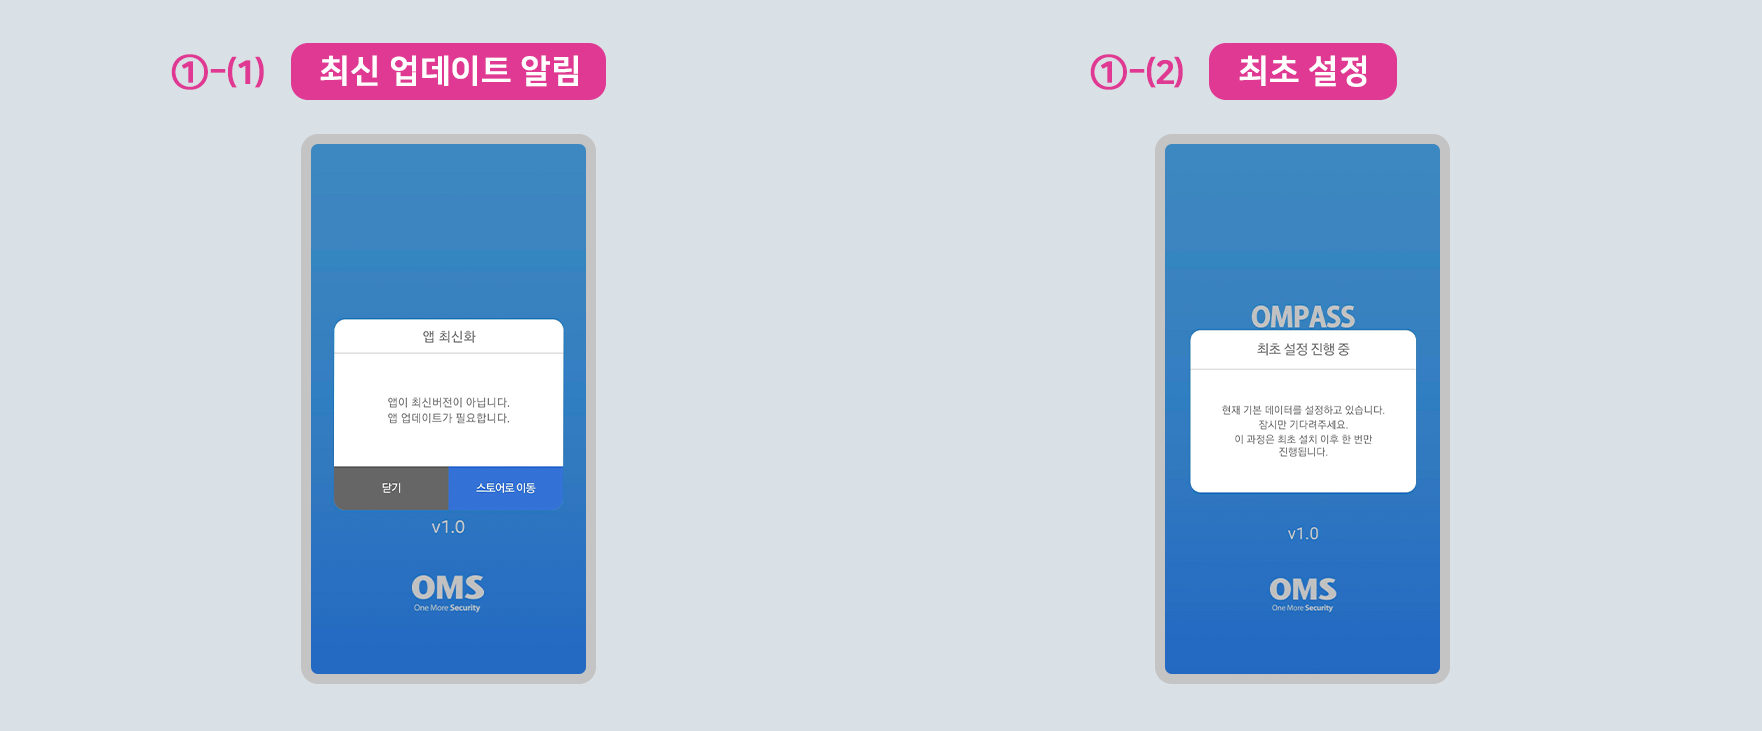 ①-(1) 최신 업데이트 알림
앱 최신화
앱이 최신버전이 아닙니다.
앱 업데이트가 필요합니다.
닫기 스토어로 이동
v1.0
OMS
One More Security
①-(2) 최초 설정
OMPASS
최초 설정 진행 중
현재 기본 데이터를 설정하고 있습니다.
잠시만 기다려주세요.
이 과정은 최초 설치 이후 한 번만
진행됩니다.
v1.0
OMS
One More Security